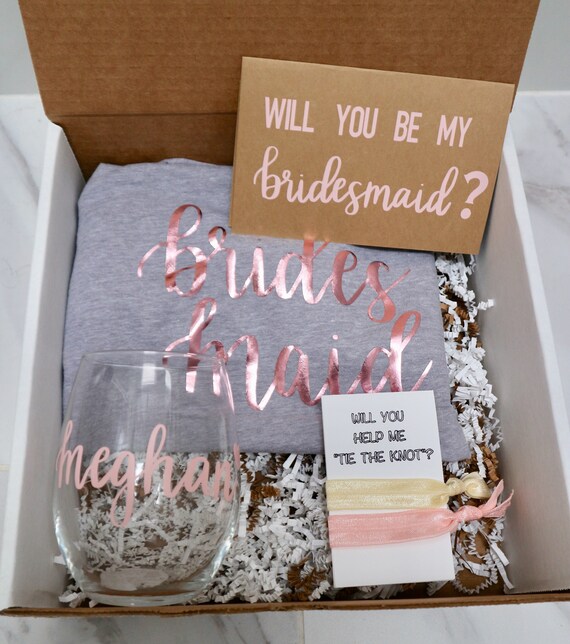 WILL YOU BE MY
bridesmaid?
brides
maid
meghan
WILL YOU
HELP ME
"TIE THE KNOT"?